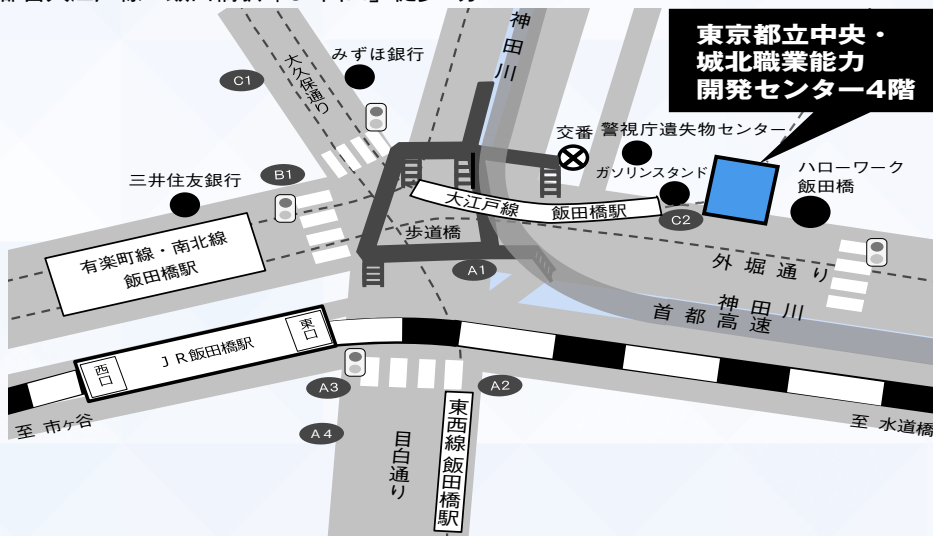 東京都立中央・
城北職業能力
開発センター4階
神田川
大久保通り
みずほ銀行
C1
交番
警視庁遺失物センター
ガソリンスタンド
ハローワーク
飯田橋
B1
三井住友銀行
大江戸線 飯田橋駅
C2
歩道橋
有楽町線・南北線
飯田橋駅
A1
外堀通り
神田川
首都高速
東口
JR飯田橋駅
西口
A3
A2
至 市ヶ谷
至 水道橋
A4
目白通り
東西線 飯田橋駅